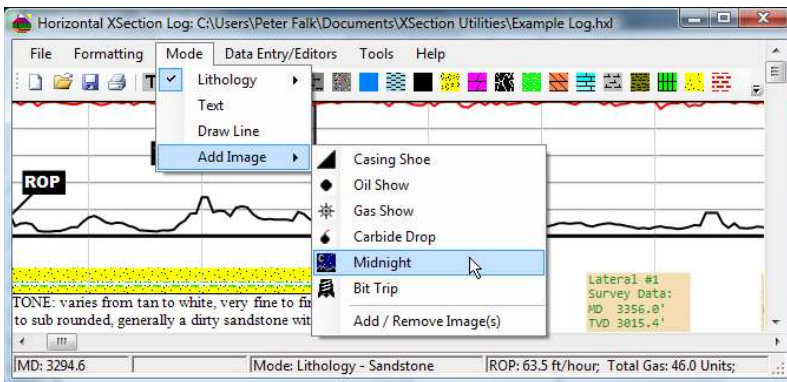 Horizontal XSection Log: C:\Users\Peter Falk\Documents\XSection Utilities\Example Log.hxl
File Formatting Mode Data Entry/Editors Tools Help
Lithology
Text
Draw Line
Add Image
Casing Shoe
Oil Show
Gas Show
Carbide Drop
Midnight
Bit Trip
Add / Remove Image(s)
ROP
Lateral #1
Survey Data:
MD 3356.0'
TVD 3015.4'
TONE: varies from tan to white, very fine to
to sub rounded, generally a dirty sandstone
MD: 3294.6 Mode: Lithology - Sandstone ROP: 63.5 ft/hour; Total Gas: 46.0 Units;